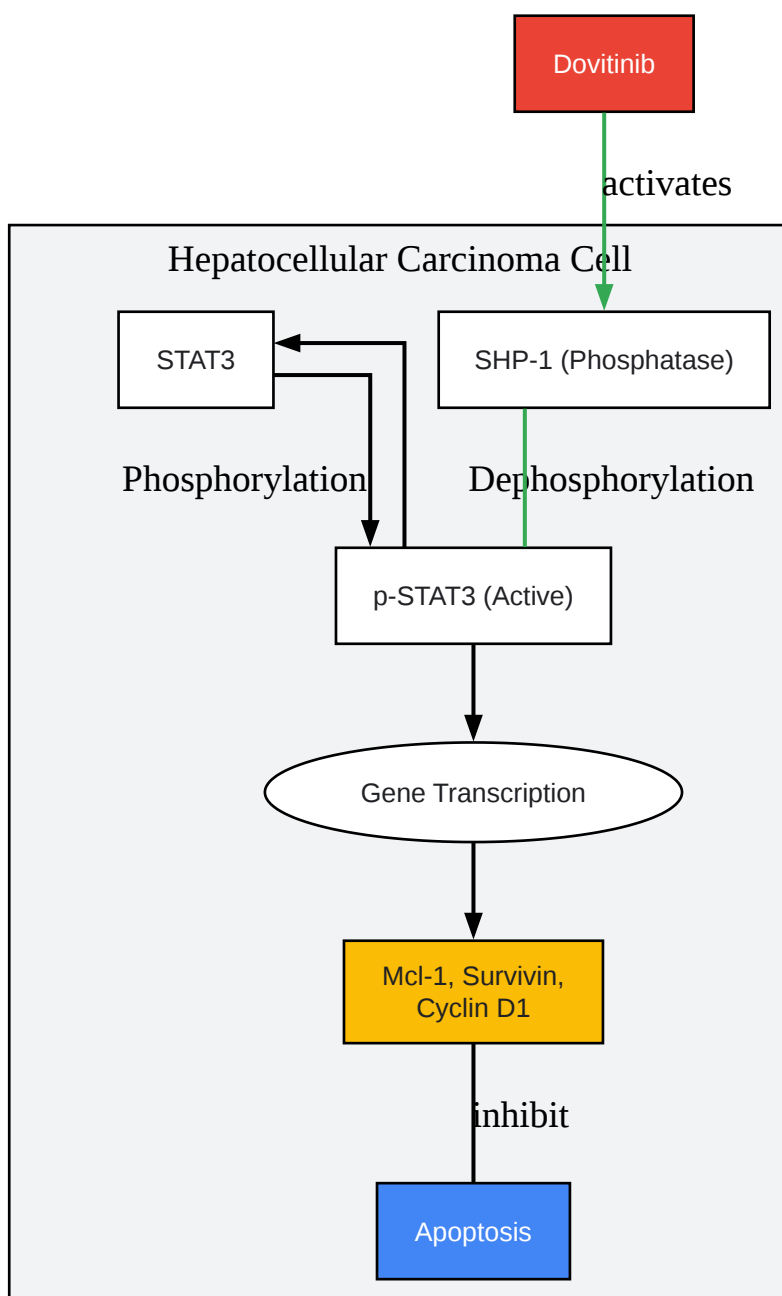 Dovitinib
activates
Hepatocellular Carcinoma Cell
STAT3
SHP-1 (Phosphatase)
Phosphorylation
Dephosphorylation
p-STAT3 (Active)
Gene Transcription
Mcl-1, Survivin,
Cyclin D1
inhibit
Apoptosis